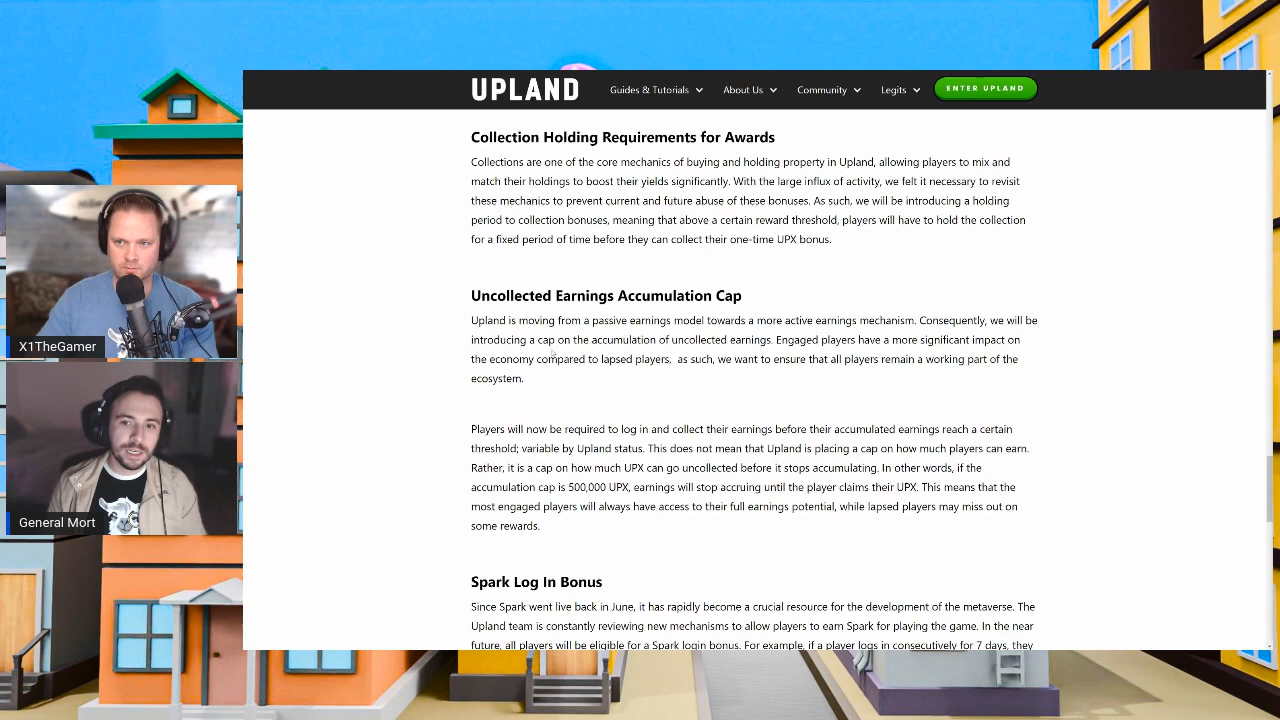 UPLAND
Guides & Tutorials
About Us
Community
Legits
ENTER UPLAND
Collection Holding Requirements for Awards
Collections are one of the core mechanics of buying and holding property in Upland, allowing players to mix and
match their holdings to boost their yields significantly. With the large influx of activity, we felt it necessary to revisit
these mechanics to prevent current and future abuse of these bonuses. As such, we will be introducing a holding
period to collection bonuses, meaning that above a certain reward threshold, players will have to hold the collection
for a fixed period of time before they can collect their one-time UPX bonus.
Uncollected Earnings Accumulation Cap
Upland is moving from a passive earnings model towards a more active earnings mechanism. Consequently, we will be
introducing a cap on the accumulation of uncollected earnings. Engaged players have a more significant impact on
the economy compared to lapsed players,  as such, we want to ensure that all players remain a working part of the
ecosystem.
Players will now be required to log in and collect their earnings before their accumulated earnings reach a certain
threshold; variable by Upland status. This does not mean that Upland is placing a cap on how much players can earn.
Rather, it is a cap on how much UPX can go uncollected before it stops accumulating. In other words, if the
accumulation cap is 500,000 UPX, earnings will stop accruing until the player claims their UPX. This means that the
most engaged players will always have access to their full earnings potential, while lapsed players may miss out on
some rewards.
Spark Log In Bonus
Since Spark went live back in June, it has rapidly become a crucial resource for the development of the metaverse. The
Upland team is constantly reviewing new mechanisms to allow players to earn Spark for playing the game. In the near
future, all players will be eligible for a Spark login bonus. For example, if a player logs in consecutively for 7 days, they
X1TheGamer
General Mort